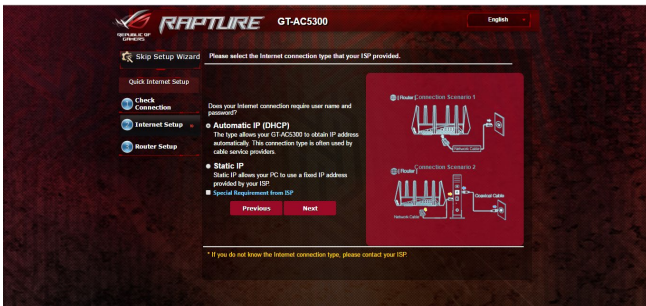 REPUBLIC OF
GAMERS
RAPTURE GT-AC5300
English
Skip Setup Wizard
Please select the Internet connection type that your ISP provided.
Quick Internet Setup
1 Check
Connection
2 Internet Setup
3 Router Setup
Does your Internet connection require user name and
password?
Automatic IP (DHCP)
The type allows your GT-AC5300 to obtain IP address
automatically. This connection type is often used by
cable service providers.
Static IP
Static IP allows your PC to use a fixed IP address
provided by your ISP.
Special Requirement from ISP
Previous
Next
[Router] Connection Scenario 1
Network Cable
Connection Scenario 2
[Router]
Coaxical Cable
Network Cable
* If you do not know the Internet connection type, please contact your ISP.